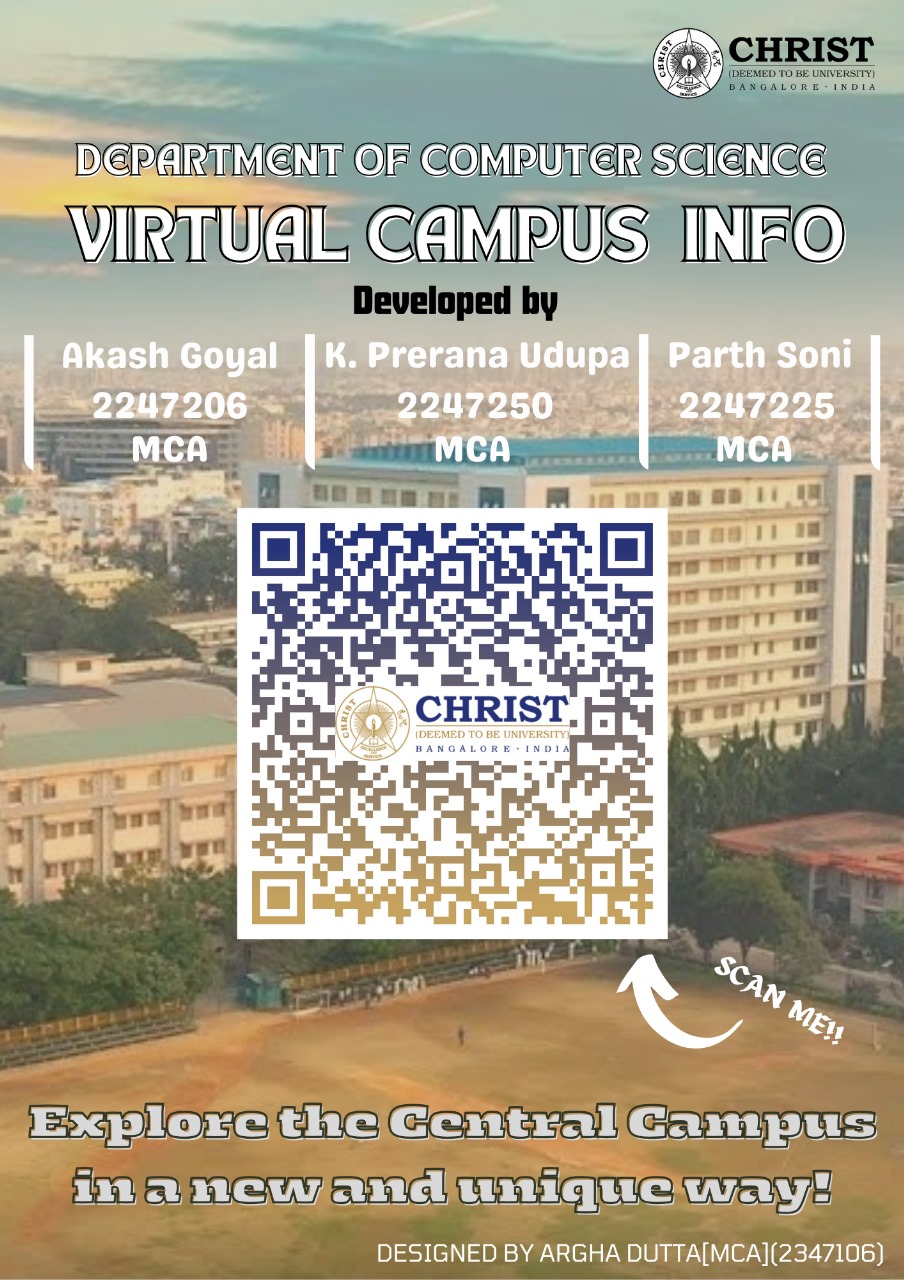 CHRIST
(DEEMED TO BE UNIVERSITY)
BANGALORE · INDIA
DEPARTMENT OF COMPUTER SCIENCE
VIRTUAL CAMPUS INFO
Developed by
Akash Goyal
2247206
MCA
K. Prerana Udupa
2247250
MCA
Parth Soni
2247225
MCA
CHRIST
CHRIST
(DEEMED TO BE UNIVERSITY)
BANGALORE · INDIA
SCAN ME!!
Explore the Central Campus
in a new and unique way!
DESIGNED BY ARGHA DUTTA[MCA](2347106)